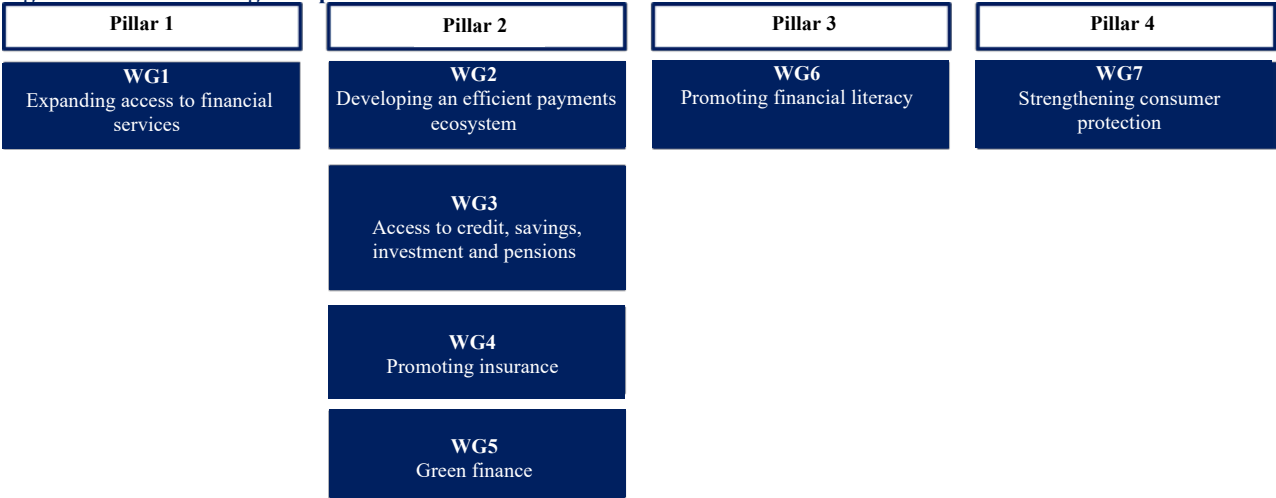 Pillar 1
Pillar 2
Pillar 3
Pillar 4
WG1
Expanding access to financial
services
WG2
Developing an efficient payments
ecosystem
WG6
Promoting financial literacy
WG7
Strengthening consumer
protection
WG3
Access to credit, savings,
investment and pensions
WG4
Promoting insurance
WG5
Green finance